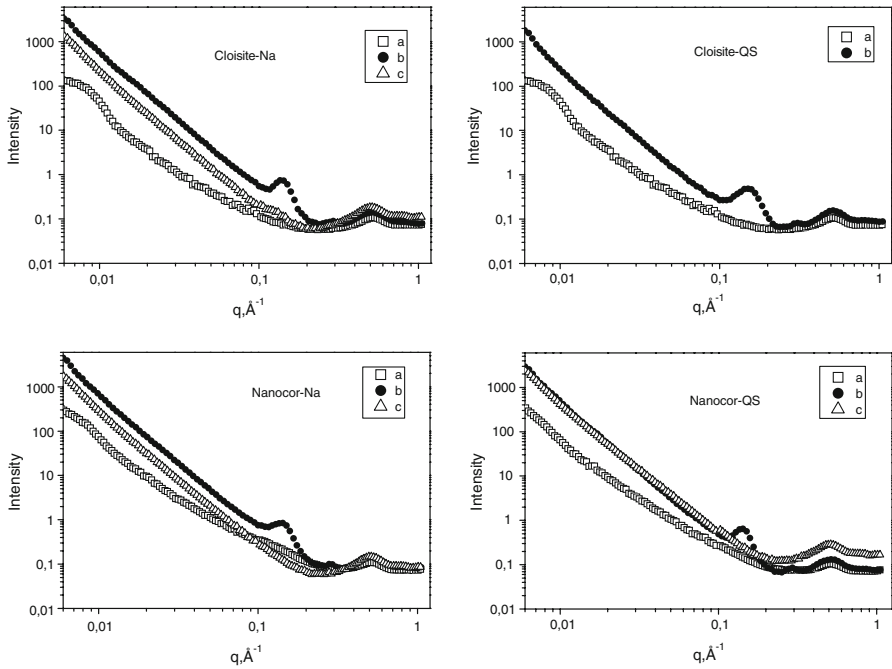 1000
100
10
1
0,1
0,01
Intensity
Cloisite-Na
a
b
c
0,01
0,1
1
q,Å-1
1000
100
10
1
0,1
0,01
Intensity
Cloisite-QS
a
b
0,01
0,1
1
q,Å-1
1000
100
10
1
0,1
0,01
Intensity
Nanocor-Na
a
b
c
0,01
0,1
1
q,Å-1
1000
100
10
1
0,1
0,01
Intensity
Nanocor-QS
a
b
c
0,01
0,1
1
q,Å-1